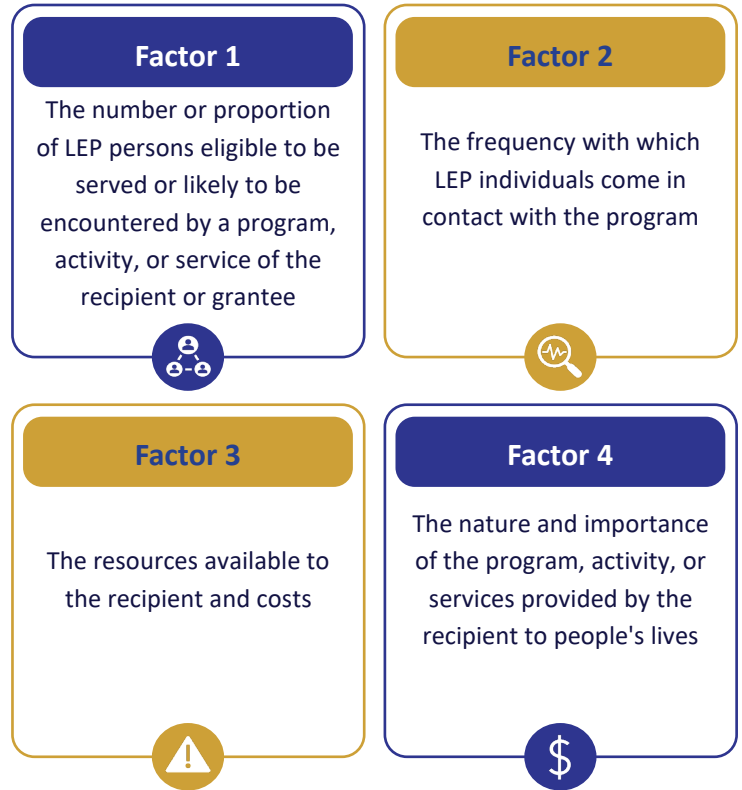 Factor 1
The number or proportion
of LEP persons eligible to be
served or likely to be
encountered by a program,
activity, or service of the
recipient or grantee
Factor 2
The frequency with which
LEP individuals come in
contact with the program
Factor 3
The resources available to
the recipient and costs
Factor 4
The nature and importance
of the program, activity, or
services provided by the
recipient to people's lives
$